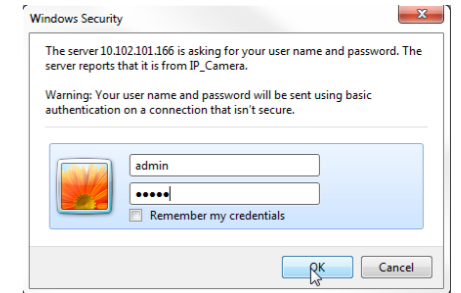 Windows Security
The server 10.102.101.166 is asking for your user name and password. The
server reports that it is from IP_Camera.
Warning: Your user name and password will be sent using basic
authentication on a connection that isn't secure.
admin
•••••
Remember my credentials
OK
Cancel